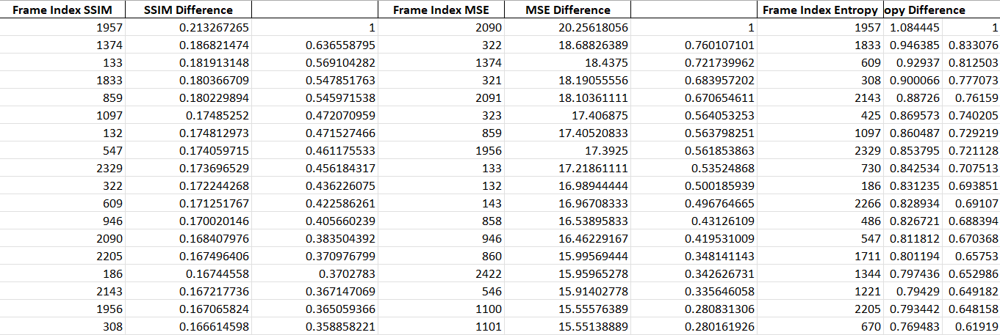 Frame Index SSIM SSIM Difference Frame Index MSE MSE Difference Frame Index Entropy opy Difference
1957 0.213267265 1 2090 20.25618056 1 1957 1.084445 1
1374 0.186821474 0.636558795 322 18.68826389 0.760107101 1833 0.946385 0.833076
133 0.181913148 0.569104282 1374 18.4375 0.721739962 609 0.92937 0.812503
1833 0.180366709 0.547851763 321 18.19055556 0.683957202 308 0.900066 0.777073
859 0.180229894 0.545971538 2091 18.10361111 0.670654611 2143 0.88726 0.76159
1097 0.17485252 0.472070959 323 17.406875 0.564053253 425 0.869573 0.740205
132 0.174812973 0.471527466 859 17.40520833 0.563798251 1097 0.860487 0.729219
547 0.174059715 0.461175533 1956 17.3925 0.561853863 2329 0.853795 0.721128
2329 0.173696529 0.456184317 133 17.21861111 0.53524868 730 0.842534 0.707513
322 0.172244268 0.436226075 132 16.98944444 0.500185939 186 0.831235 0.693851
609 0.171251767 0.422586261 143 16.96708333 0.496764665 2266 0.828934 0.69107
946 0.170020146 0.405660239 858 16.53895833 0.43126109 486 0.826721 0.688394
2090 0.168407976 0.383504392 946 16.46229167 0.419531009 547 0.811812 0.670368
2205 0.167496406 0.370976799 860 15.99569444 0.348141143 1711 0.801194 0.65753
186 0.16744558 0.3702783 2422 15.95965278 0.342626731 1344 0.797436 0.652986
2143 0.167217736 0.367147069 546 15.91402778 0.335646058 1221 0.79429 0.649182
1956 0.167065824 0.365059366 1100 15.55576389 0.280831306 2205 0.793442 0.648158
308 0.166614598 0.358858221 1101 15.55138889 0.280161926 670 0.769483 0.61919